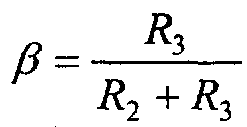 β = R₃ / (R₂ + R₃)